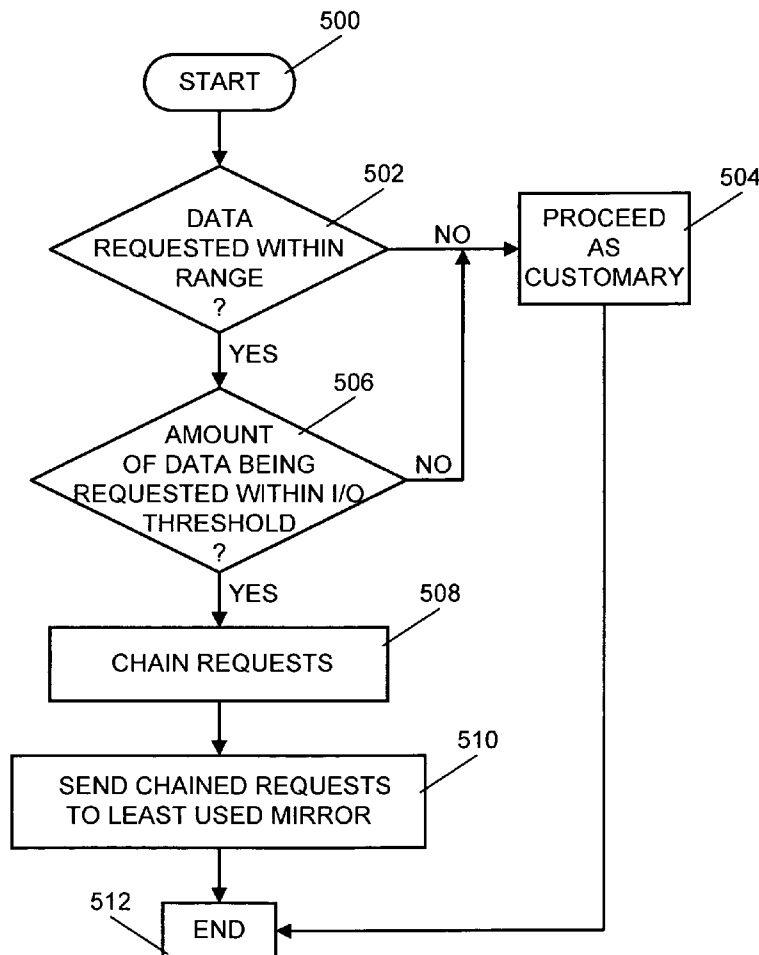 500
START
502
DATA
REQUESTED WITHIN
RANGE
?
NO
504
PROCEED
AS
CUSTOMARY
YES
506
AMOUNT
OF DATA BEING
REQUESTED WITHIN I/O
THRESHOLD
?
NO
YES
508
CHAIN REQUESTS
510
SEND CHAINED REQUESTS
TO LEAST USED MIRROR
512
END